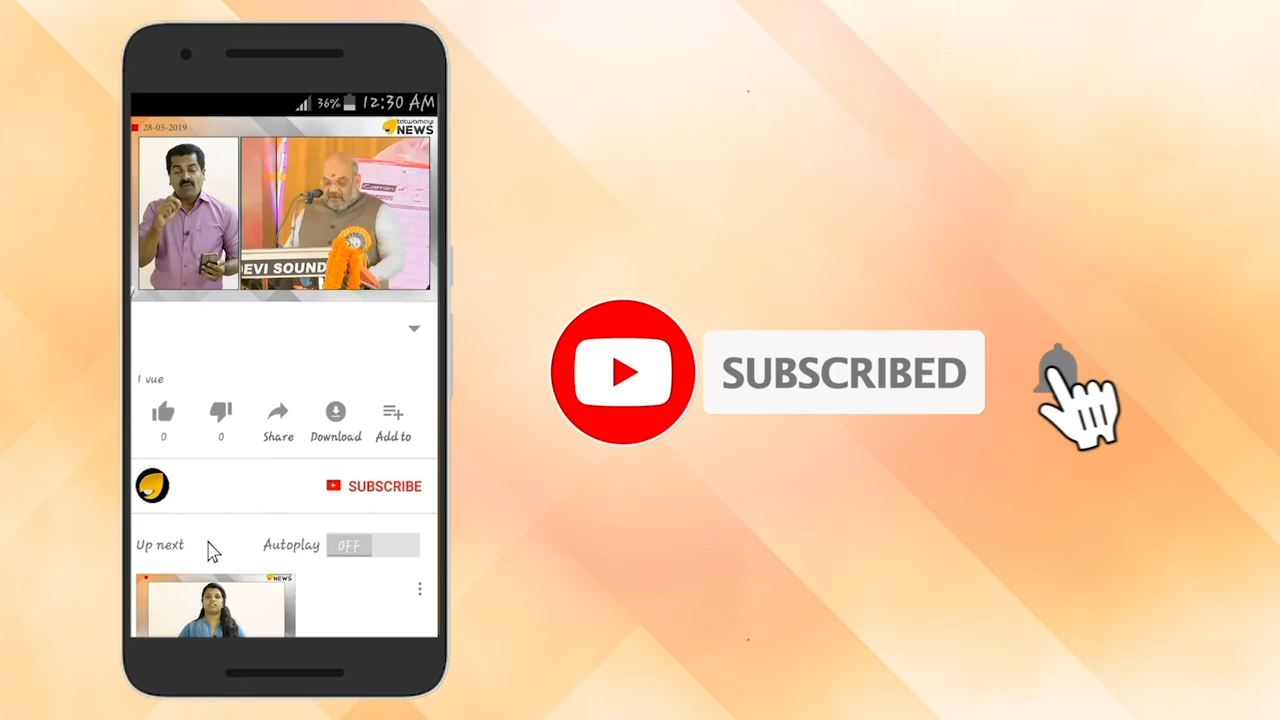 36% 12:30 AM
28-05-2019
tatwamayi
NEWS
DEVI SOUND
1 vue
0 0 Share Download Add to
SUBSCRIBE
Up next Autoplay OFF
NEWS
SUBSCRIBED